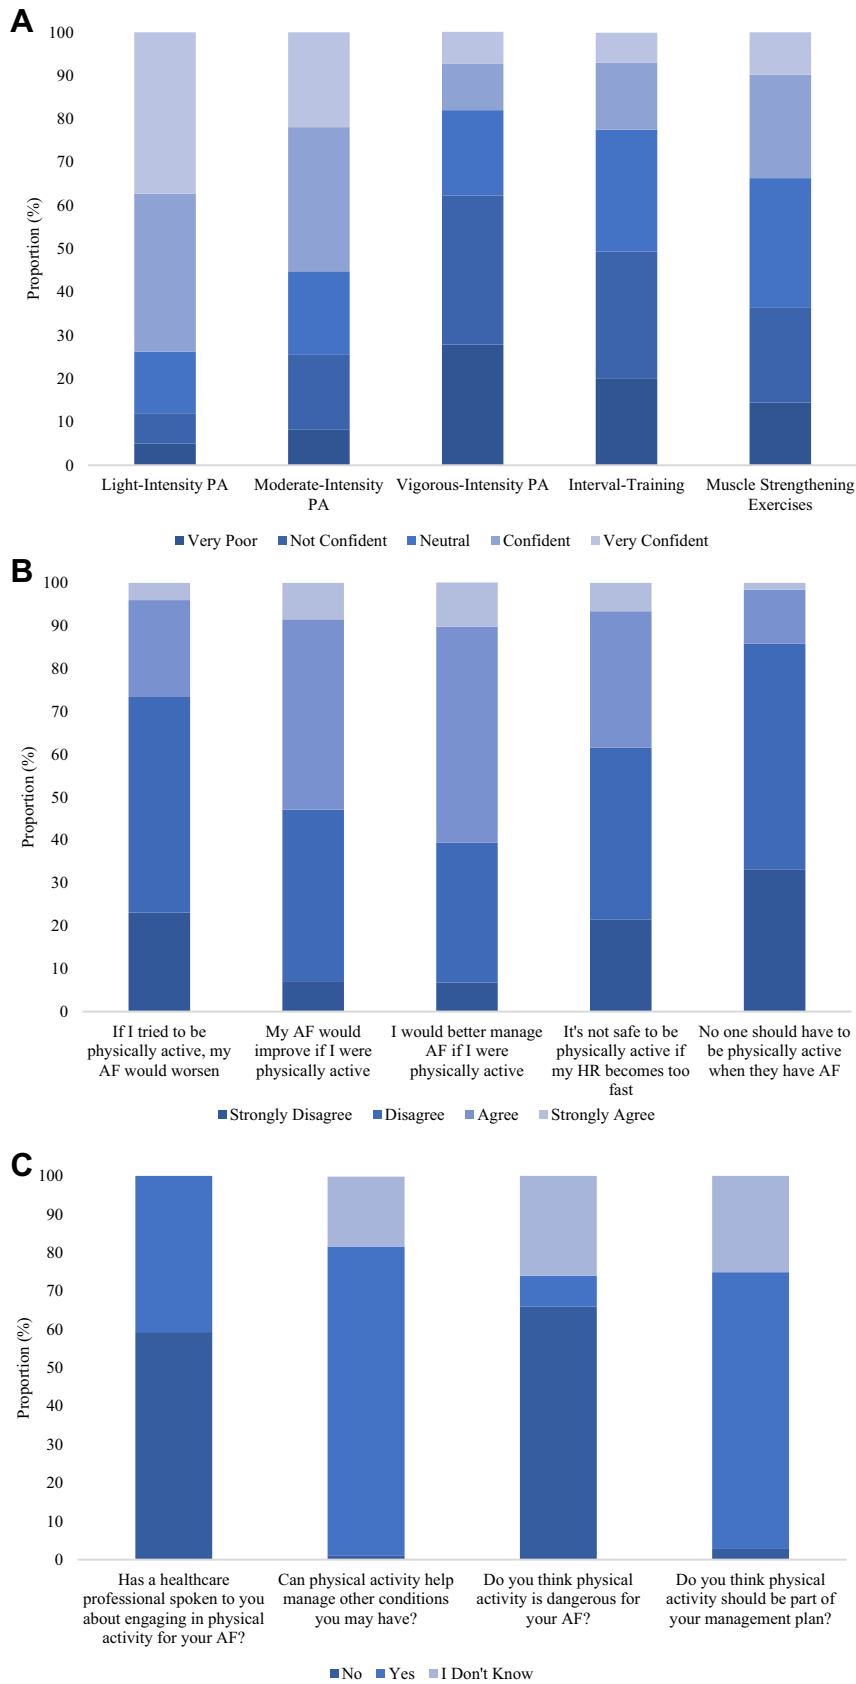 A
Proportion (%)
100
90
80
70
60
50
40
30
20
10
0
Light-Intensity PA
Moderate-Intensity
PA
Vigorous-Intensity PA
Interval-Training
Muscle Strengthening
Exercises
Very Poor Not Confident Neutral Confident Very Confident
B
Proportion (%)
100
90
80
70
60
50
40
30
20
10
0
If I tried to be
physically active, my
AF would worsen
My AF would
improve if I were
physically active
I would better manage
AF if I were
physically active
It's not safe to be
physically active if
my HR becomes too
fast
No one should have to
be physically active
when they have AF
Strongly Disagree Disagree Agree Strongly Agree
C
Proportion (%)
100
90
80
70
60
50
40
30
20
10
0
Has a healthcare
professional spoken to you
about engaging in physical
activity for your AF?
Can physical activity help
manage other conditions
you may have?
Do you think physical
activity is dangerous for
your AF?
Do you think physical
activity should be part of
your management plan?
No Yes I Don't Know